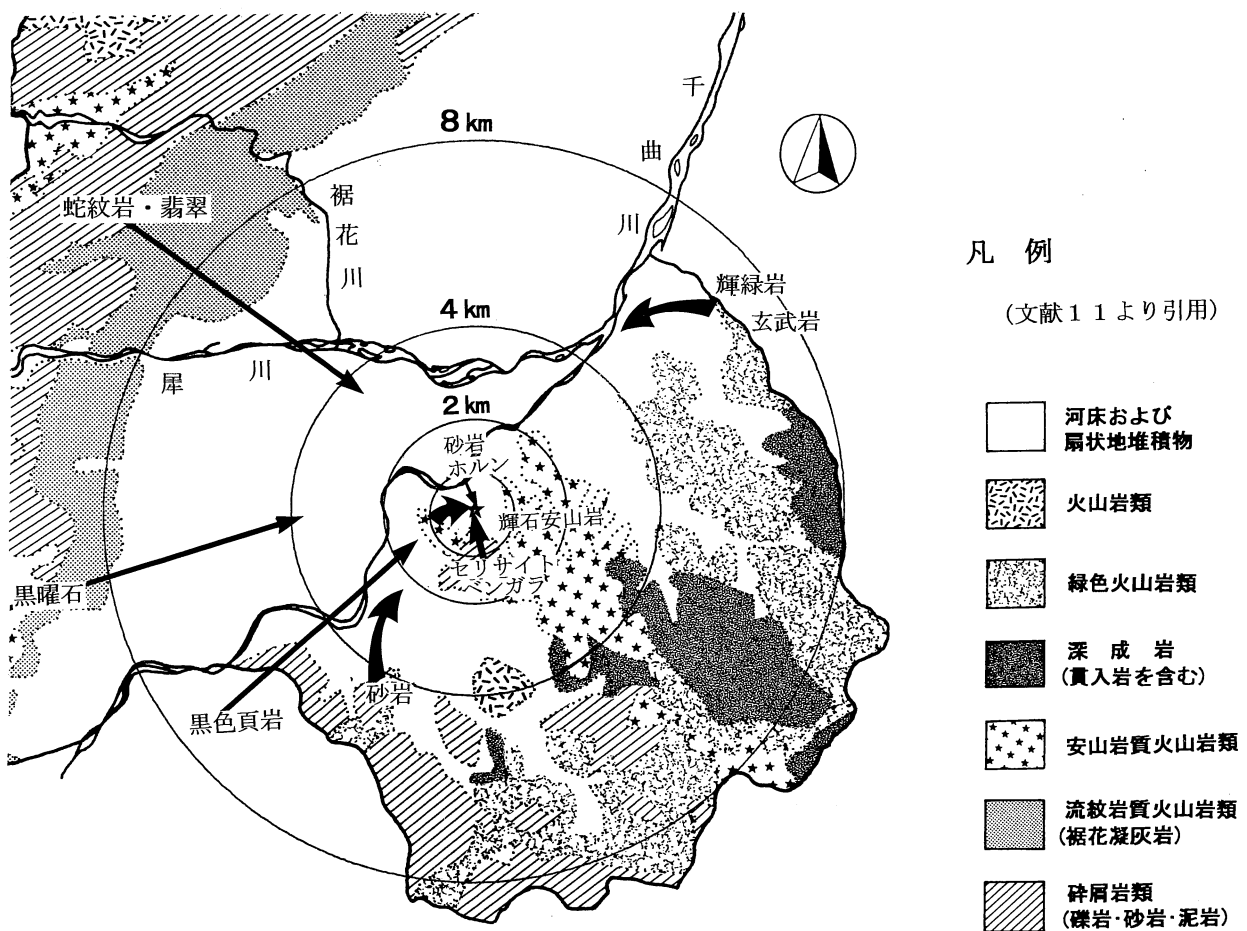 8km
4km
2km
千曲川
裾花川
犀川
蛇紋岩・翡翠
輝緑岩
玄武岩
砂岩
ホルン
輝石安山岩
セリサイト
ベンガラ
黒曜石
砂岩
黒色頁岩
凡例
(文献11より引用)
河床および
扇状地堆積物
火山岩類
緑色火山岩類
深成岩
(貫入岩を含む)
安山岩質火山岩類
流紋岩質火山岩類
(裾花凝灰岩)
砕屑岩類
(礫岩・砂岩・泥岩)